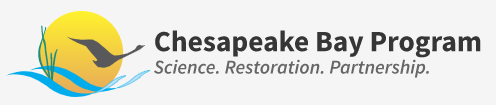 Chesapeake Bay Program
Science. Restoration. Partnership.